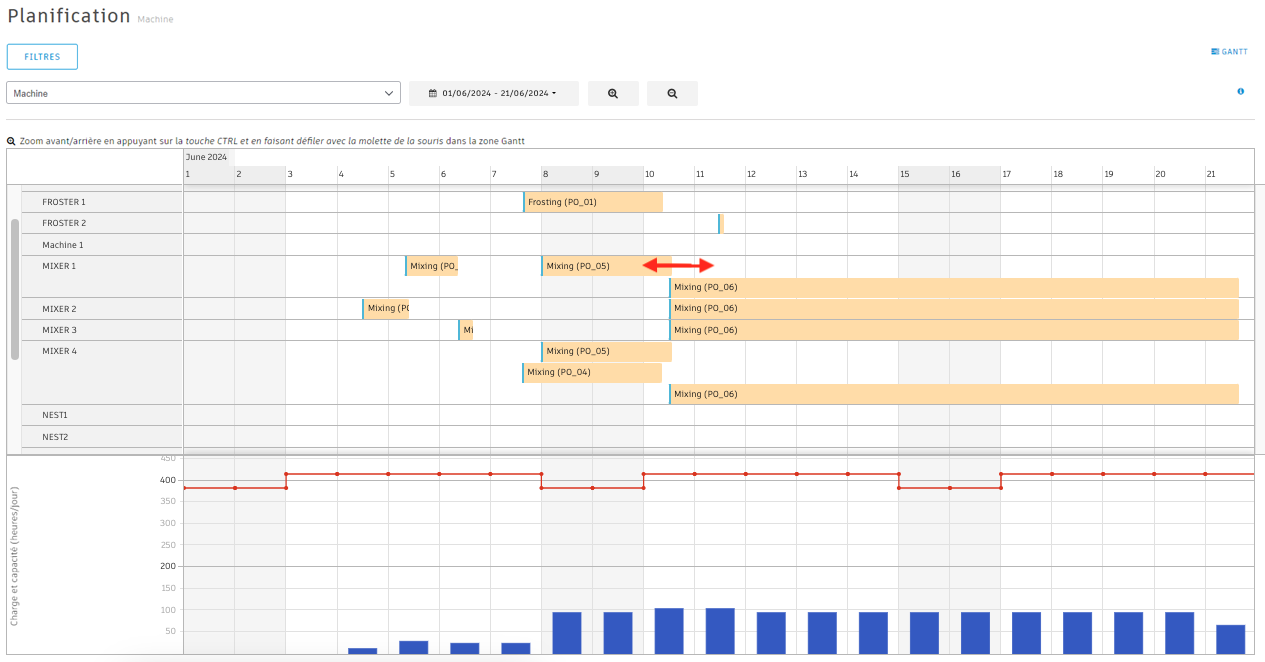 Planification Machine
FILTRES
GANTT
Machine
01/06/2024 - 21/06/2024
Zoom avant/arrière en appuyant sur la touche CTRL et en faisant défiler avec la molette de la souris dans la zone Gantt
June 2024
1 2 3 4 5 6 7 8 9 10 11 12 13 14 15 16 17 18 19 20 21
FROSTER 1 Frosting (PO_01)
FROSTER 2
Machine 1
MIXER 1 Mixing (PO_ Mixing (PO_05)
Mixing (PO_06)
MIXER 2 Mixing (P Mixing (PO_06)
MIXER 3 Mi Mixing (PO_06)
MIXER 4 Mixing (PO_05)
Mixing (PO_04)
Mixing (PO_06)
NEST1
NEST2
Charge et capacité (heures/jour)
450
400
350
300
250
200
150
100
50